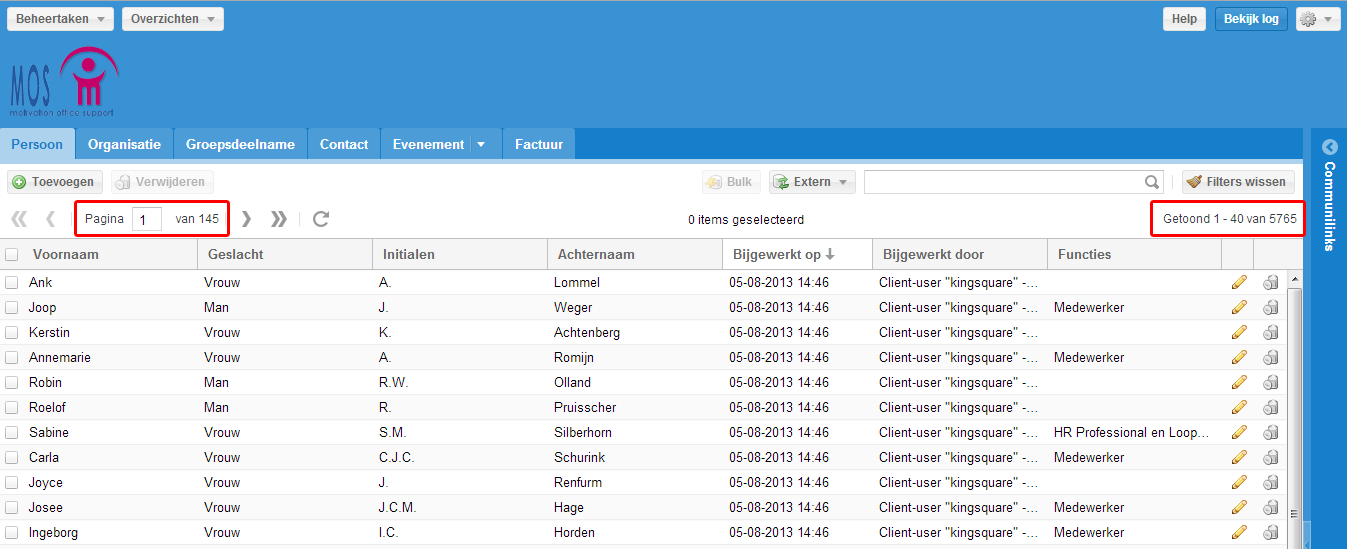 Beheertaken Overzichten Help Bekijk log
MOS
motivation office support
Persoon Organisatie Groepsdeelname Contact Evenement Factuur
Toevoegen Verwijderen Bulk Extern Filters wissen
Pagina 1 van 145 0 items geselecteerd Getoond 1 - 40 van 5765
Communilinks
Voornaam Geslacht Initialen Achternaam Bijgewerkt op Bijgewerkt door Functies
Ank Vrouw A. Lommel 05-08-2013 14:46 Client-user "kingsquare" -...
Joop Man J. Weger 05-08-2013 14:46 Client-user "kingsquare" -... Medewerker
Kerstin Vrouw K. Achtenberg 05-08-2013 14:46 Client-user "kingsquare" -...
Annemarie Vrouw A. Romijn 05-08-2013 14:46 Client-user "kingsquare" -... Medewerker
Robin Man R.W. Olland 05-08-2013 14:46 Client-user "kingsquare" -...
Roelof Man R. Pruisscher 05-08-2013 14:46 Client-user "kingsquare" -...
Sabine Vrouw S.M. Silberhorn 05-08-2013 14:46 Client-user "kingsquare" -... HR Professional en Loop...
Carla Vrouw C.J.C. Schurink 05-08-2013 14:46 Client-user "kingsquare" -... Medewerker
Joyce Vrouw J. Renfurm 05-08-2013 14:46 Client-user "kingsquare" -...
Josee Vrouw J.C.M. Hage 05-08-2013 14:46 Client-user "kingsquare" -... Medewerker
Ingeborg Vrouw I.C. Horden 05-08-2013 14:46 Client-user "kingsquare" -... Medewerker